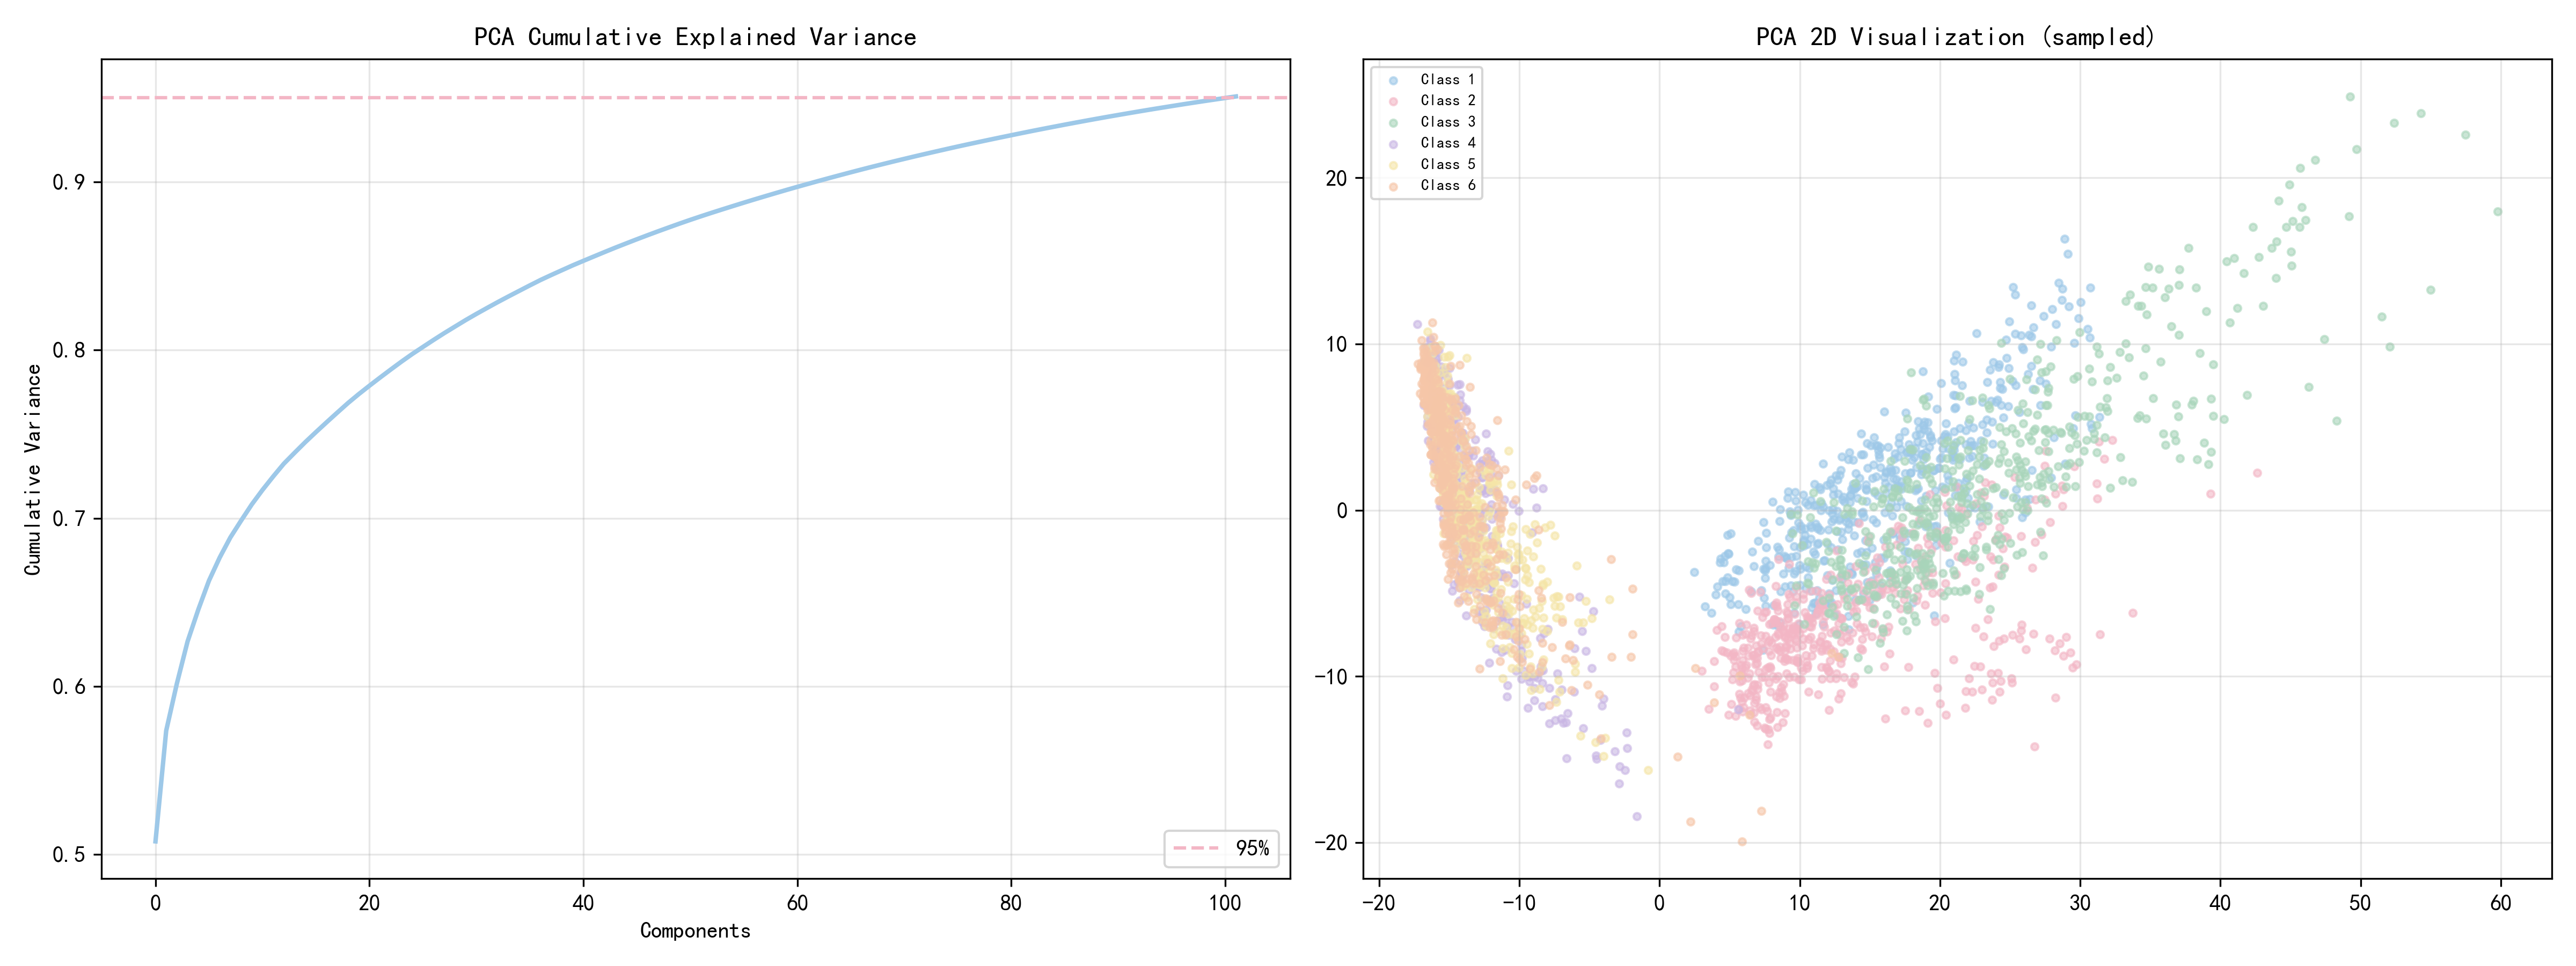 PCA Cumulative Explained Variance
Cumulative Variance
0.9
0.8
0.7
0.6
0.5
95%
0 20 40 60 80 100
Components
PCA 2D Visualization (sampled)
Class 1
Class 2
Class 3
Class 4
Class 5
Class 6
20
10
0
−10
−20
−20 −10 0 10 20 30 40 50 60